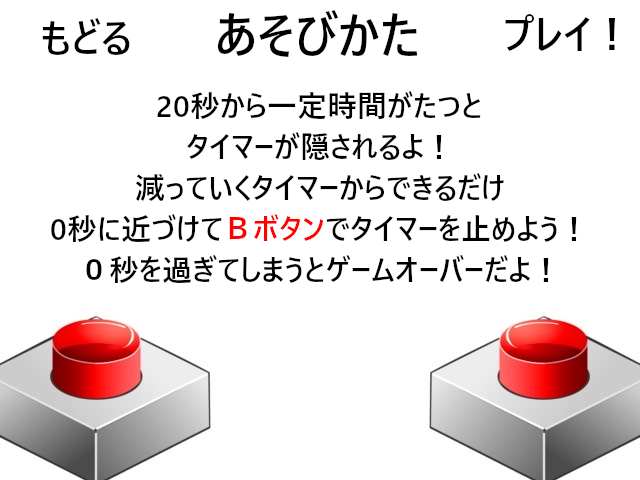 もどる
あそびかた
プレイ！
20秒から一定時間がたつと
タイマーが隠されるよ！
減っていくタイマーからできるだけ
0秒に近づけてＢボタンでタイマーを止めよう！
０秒を過ぎてしまうとゲームオーバーだよ！